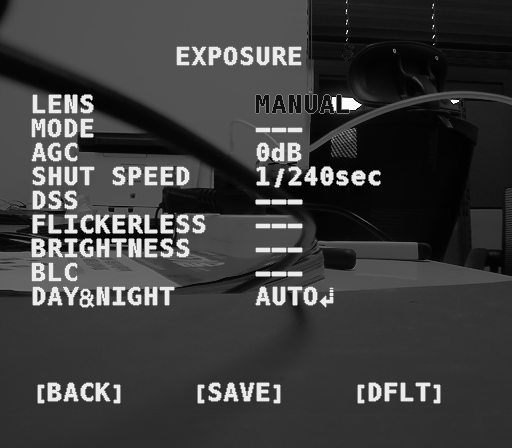 EXPOSURE
LENS MANUAL
MODE ---
AGC 0dB
SHUT SPEED 1/240sec
DSS ---
FLICKERLESS ---
BRIGHTNESS ---
BLC ---
DAY&NIGHT AUTO↲
[BACK] [SAVE] [DFLT]